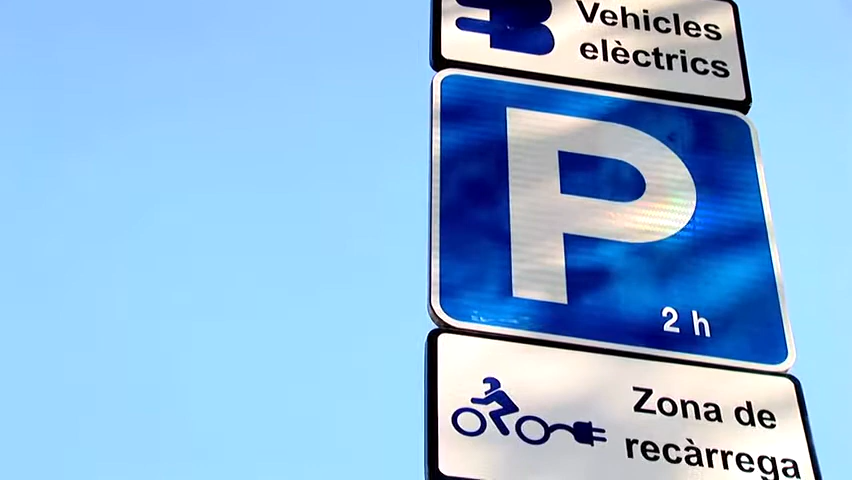 Vehicles
elèctrics
P
2 h
Zona de
recàrrega